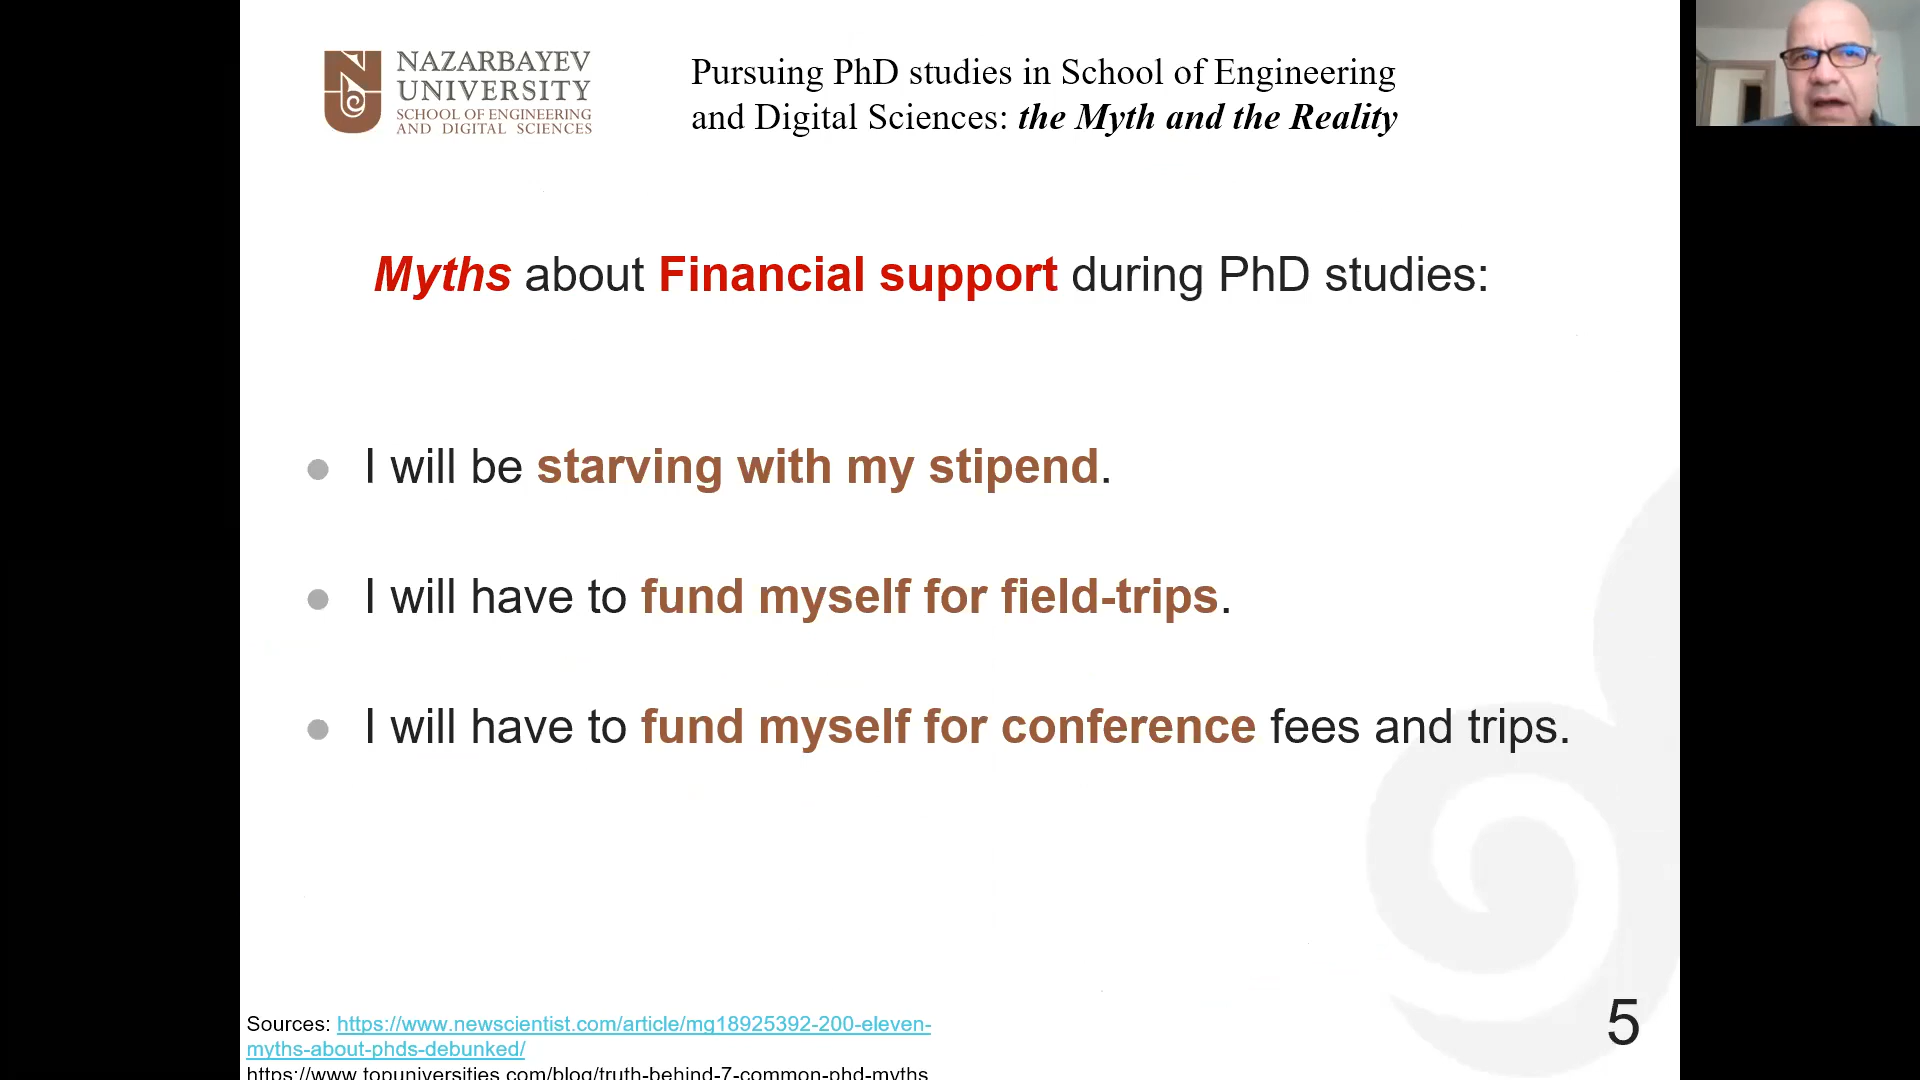 NAZARBAYEV
UNIVERSITY
SCHOOL OF ENGINEERING
AND DIGITAL SCIENCES
Pursuing PhD studies in School of Engineering
and Digital Sciences: the Myth and the Reality
Myths about Financial support during PhD studies:
I will be starving with my stipend.
I will have to fund myself for field-trips.
I will have to fund myself for conference fees and trips.
Sources: https://www.newscientist.com/article/mg18925392-200-eleven-
myths-about-phds-debunked/
https://www.topuniversities.com/blog/truth-behind-7-common-phd-myths
5